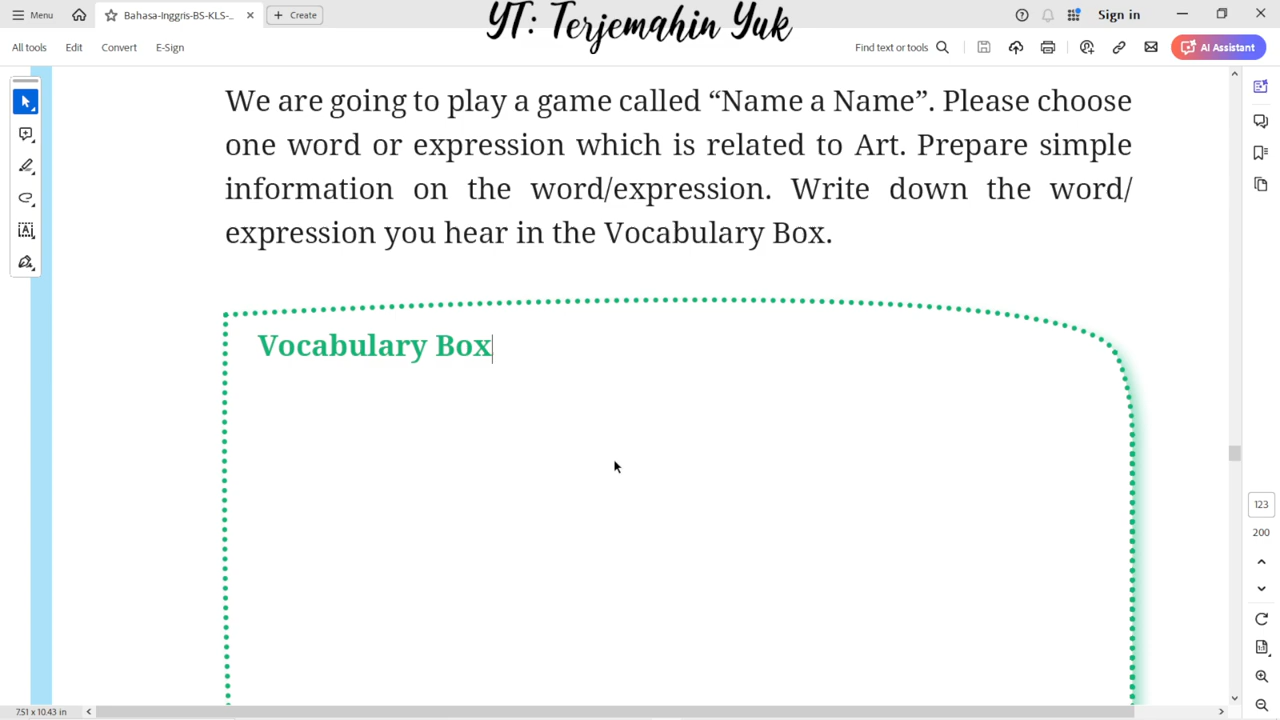 Menu
Bahasa-Inggris-BS-KLS-...
Create
YT: Terjemahin Yuk
Sign in
All tools
Edit
Convert
E-Sign
Find text or tools
AI Assistant
We are going to play a game called “Name a Name”. Please choose
one word or expression which is related to Art. Prepare simple
information on the word/expression. Write down the word/
expression you hear in the Vocabulary Box.
Vocabulary Box
123
200
7.51 x 10.43 in